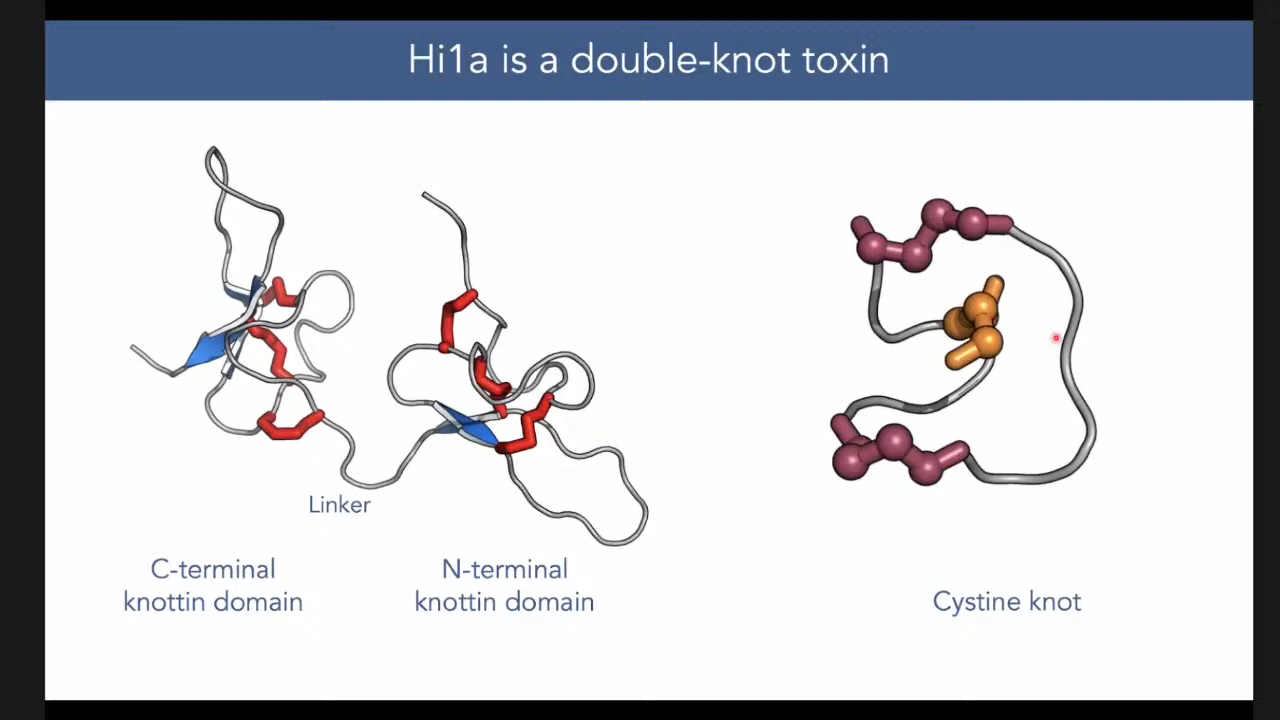 Hi1a is a double-knot toxin
Linker
C-terminal
knottin domain
N-terminal
knottin domain
Cystine knot